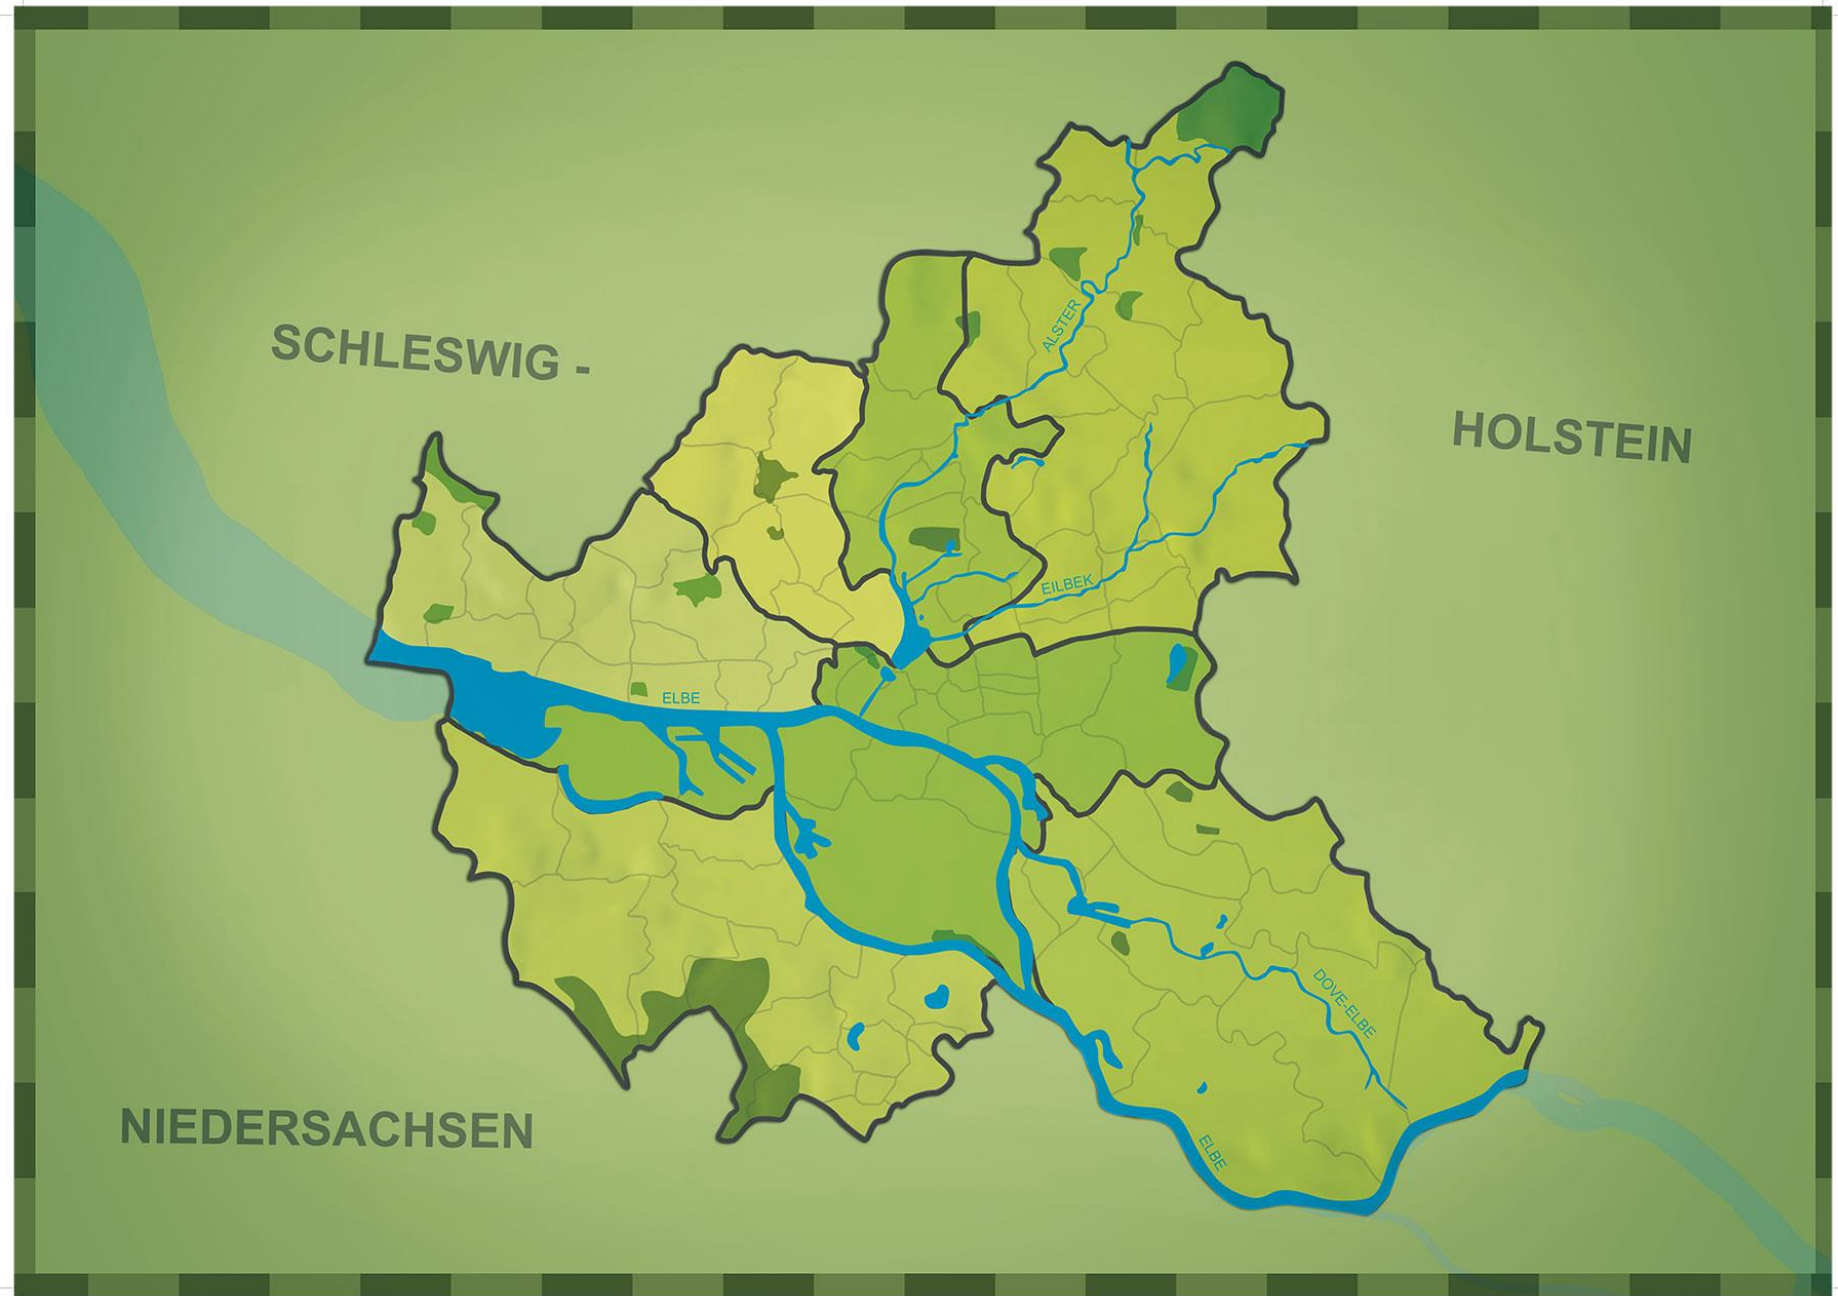 SCHLESWIG -
ALSTER
HOLSTEIN
EILBEK
ELBE
DOVE-ELBE
NIEDERSACHSEN
ELBE